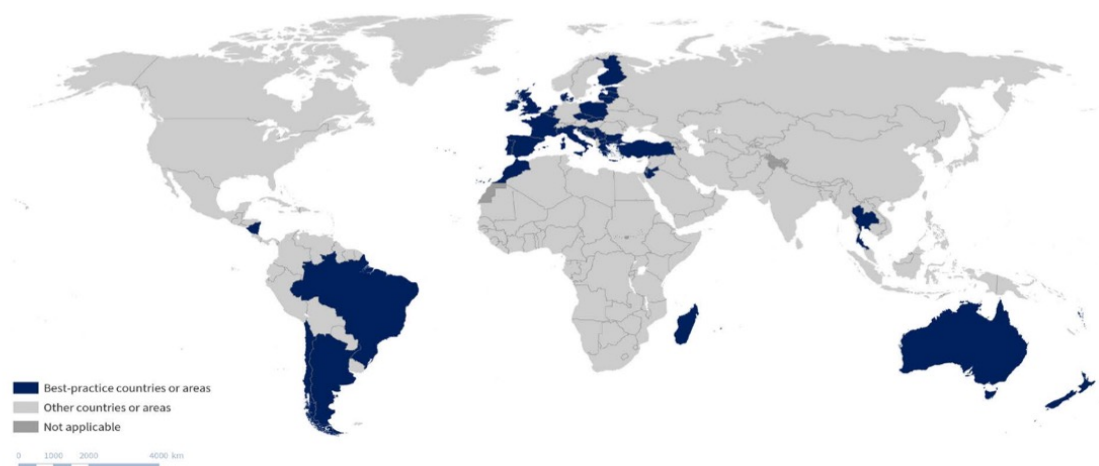 Best-practice countries or areas
Other countries or areas
Not applicable
0 1000 2000 4000 km